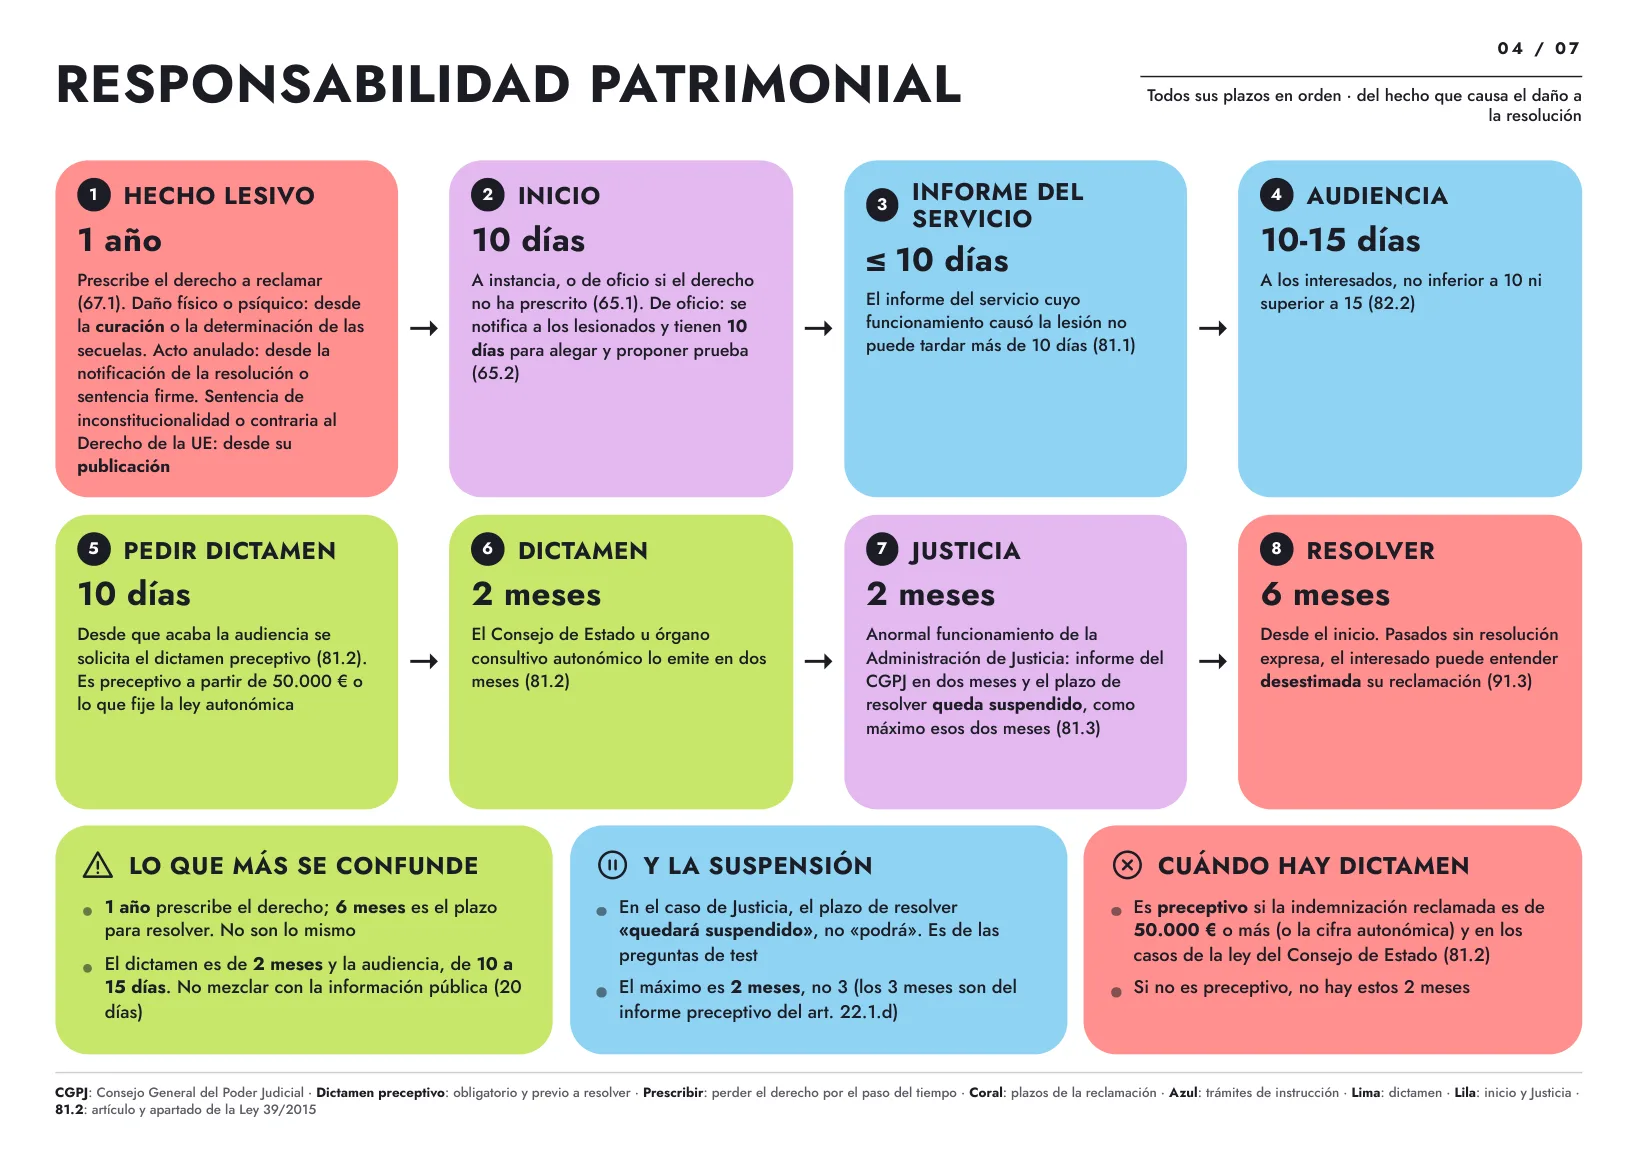 04 / 07
RESPONSABILIDAD PATRIMONIAL
Todos sus plazos en orden · del hecho que causa el daño a
la resolución
1 HECHO LESIVO
1 año
Prescribe el derecho a reclamar
(67.1). Daño físico o psíquico: desde
la curación o la determinación de las
secuelas. Acto anulado: desde la
notificación de la resolución o
sentencia firme. Sentencia de
inconstitucionalidad o contraria al
Derecho de la UE: desde su
publicación
2 INICIO
10 días
A instancia, o de oficio si el derecho
no ha prescrito (65.1). De oficio: se
notifica a los lesionados y tienen 10
días para alegar y proponer prueba
(65.2)
3 INFORME DEL
SERVICIO
≤ 10 días
El informe del servicio cuyo
funcionamiento causó la lesión no
puede tardar más de 10 días (81.1)
4 AUDIENCIA
10-15 días
A los interesados, no inferior a 10 ni
superior a 15 (82.2)
5 PEDIR DICTAMEN
10 días
Desde que acaba la audiencia se
solicita el dictamen preceptivo (81.2).
Es preceptivo a partir de 50.000 € o
lo que fije la ley autonómica
6 DICTAMEN
2 meses
El Consejo de Estado u órgano
consultivo autonómico lo emite en dos
meses (81.2)
7 JUSTICIA
2 meses
Anormal funcionamiento de la
Administración de Justicia: informe del
CGPJ en dos meses y el plazo de
resolver queda suspendido, como
máximo esos dos meses (81.3)
8 RESOLVER
6 meses
Desde el inicio. Pasados sin resolución
expresa, el interesado puede entender
desestimada su reclamación (91.3)
LO QUE MÁS SE CONFUNDE
1 año prescribe el derecho; 6 meses es el plazo
para resolver. No son lo mismo
El dictamen es de 2 meses y la audiencia, de 10 a
15 días. No mezclar con la información pública (20
días)
Y LA SUSPENSIÓN
En el caso de Justicia, el plazo de resolver
«quedará suspendido», no «podrá». Es de las
preguntas de test
El máximo es 2 meses, no 3 (los 3 meses son del
informe preceptivo del art. 22.1.d)
CUÁNDO HAY DICTAMEN
Es preceptivo si la indemnización reclamada es de
50.000 € o más (o la cifra autonómica) y en los
casos de la ley del Consejo de Estado (81.2)
Si no es preceptivo, no hay estos 2 meses
CGPJ: Consejo General del Poder Judicial · Dictamen preceptivo: obligatorio y previo a resolver · Prescribir: perder el derecho por el paso del tiempo · Coral: plazos de la reclamación · Azul: trámites de instrucción · Lima: dictamen · Lila: inicio y Justicia ·
81.2: artículo y apartado de la Ley 39/2015